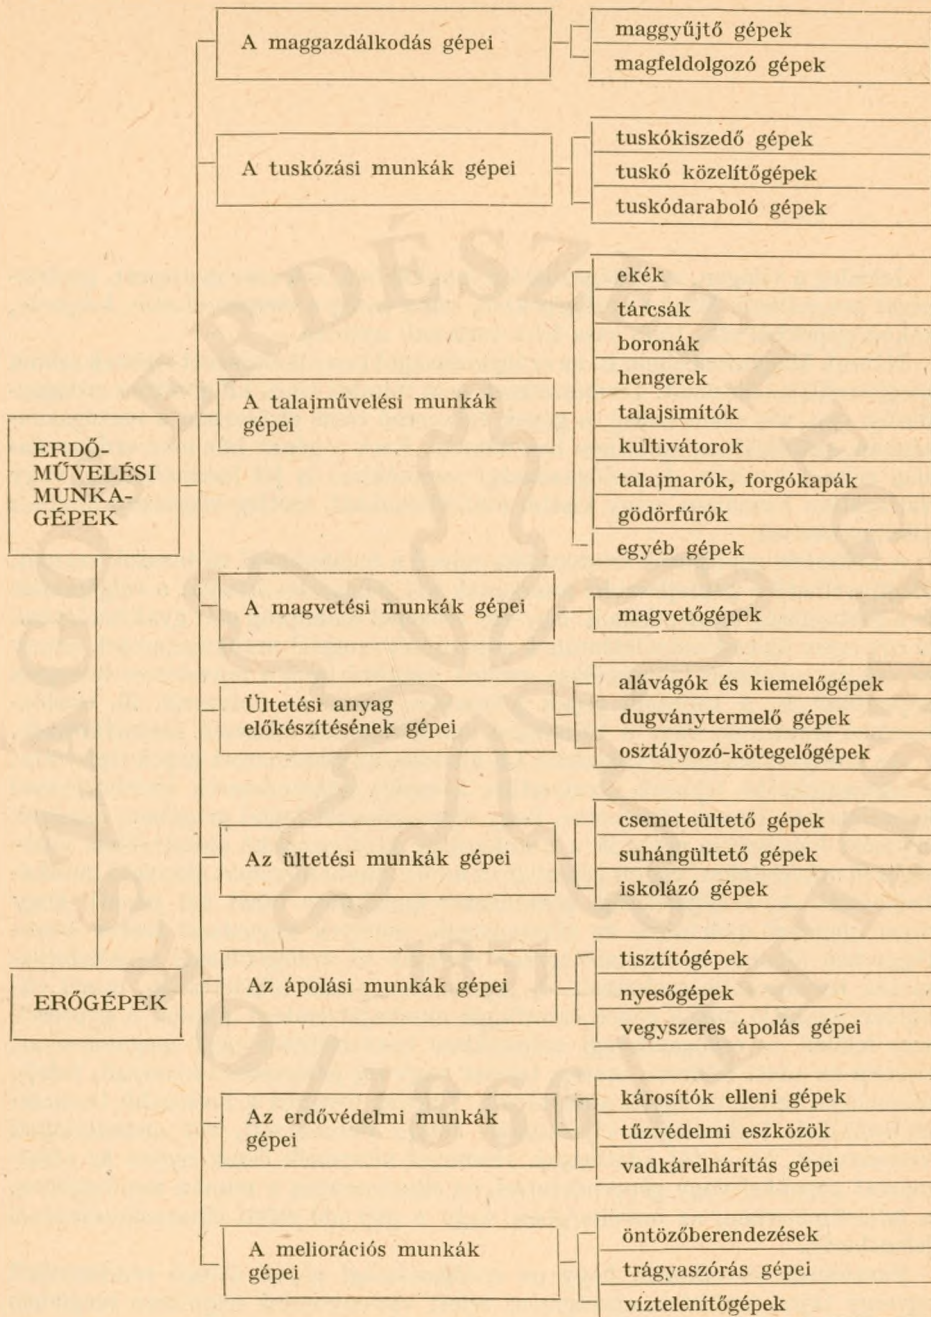 A maggazdálkodás gépei
maggyűjtő gépek
magfeldolgozó gépek
A tuskózási munkák gépei
tuskókiszedő gépek
tuskó közelítőgépek
tuskódaraboló gépek
ERDŐ-
MŰVELÉSI
MUNKA-
GÉPEK
A talajművelési munkák
gépei
ekék
tárcsák
boronák
hengerek
talajsimítók
kultivátorok
talajmarók, forgókapák
gödörfúrók
egyéb gépek
A magvetési munkák gépei
magvetőgépek
Ültetési anyag
előkészítésének gépei
alávágók és kiemelőgépek
dugványtermelő gépek
osztályozó-kötegelőgépek
Az ültetési munkák gépei
csemeteültető gépek
suhángültető gépek
iskolázó gépek
ERŐGÉPEK
Az ápolási munkák gépei
tisztítógépek
nyesőgépek
vegyszeres ápolás gépei
Az erdővédelmi munkák
gépei
károsítók elleni gépek
tűzvédelmi eszközök
vadkárelhárítás gépei
A meliorációs munkák
gépei
öntözőberendezések
trágyaszórás gépei
víztelenítőgépek
1851
1866